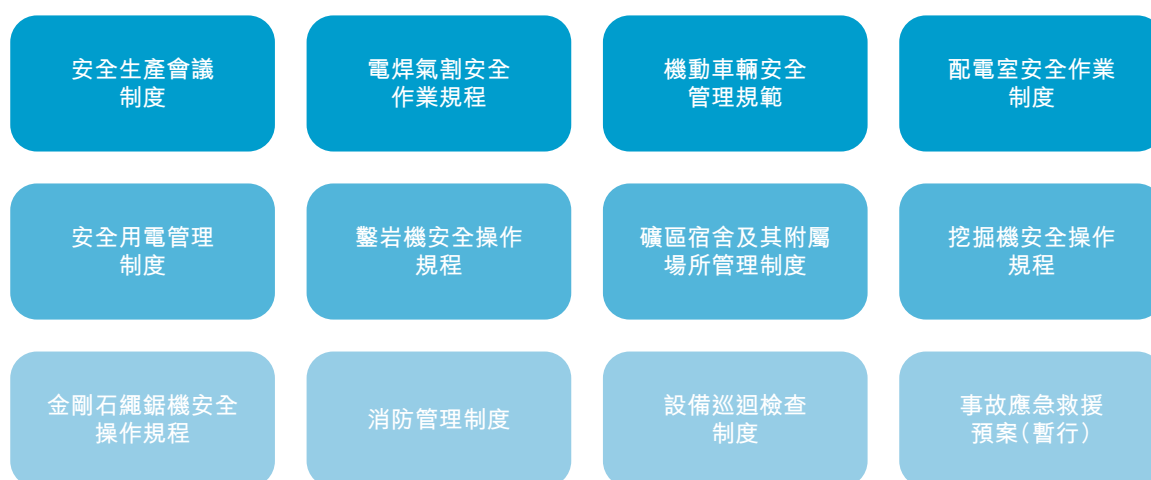 安全生產會議
制度
電焊氣割安全
作業規程
機動車輛安全
管理規範
配電室安全作業
制度
安全用電管理
制度
鑿岩機安全操作
規程
礦區宿舍及其附屬
場所管理制度
挖掘機安全操作
規程
金剛石繩鋸機安全
操作規程
消防管理制度
設備巡迴檢查
制度
事故應急救援
預案(暫行)